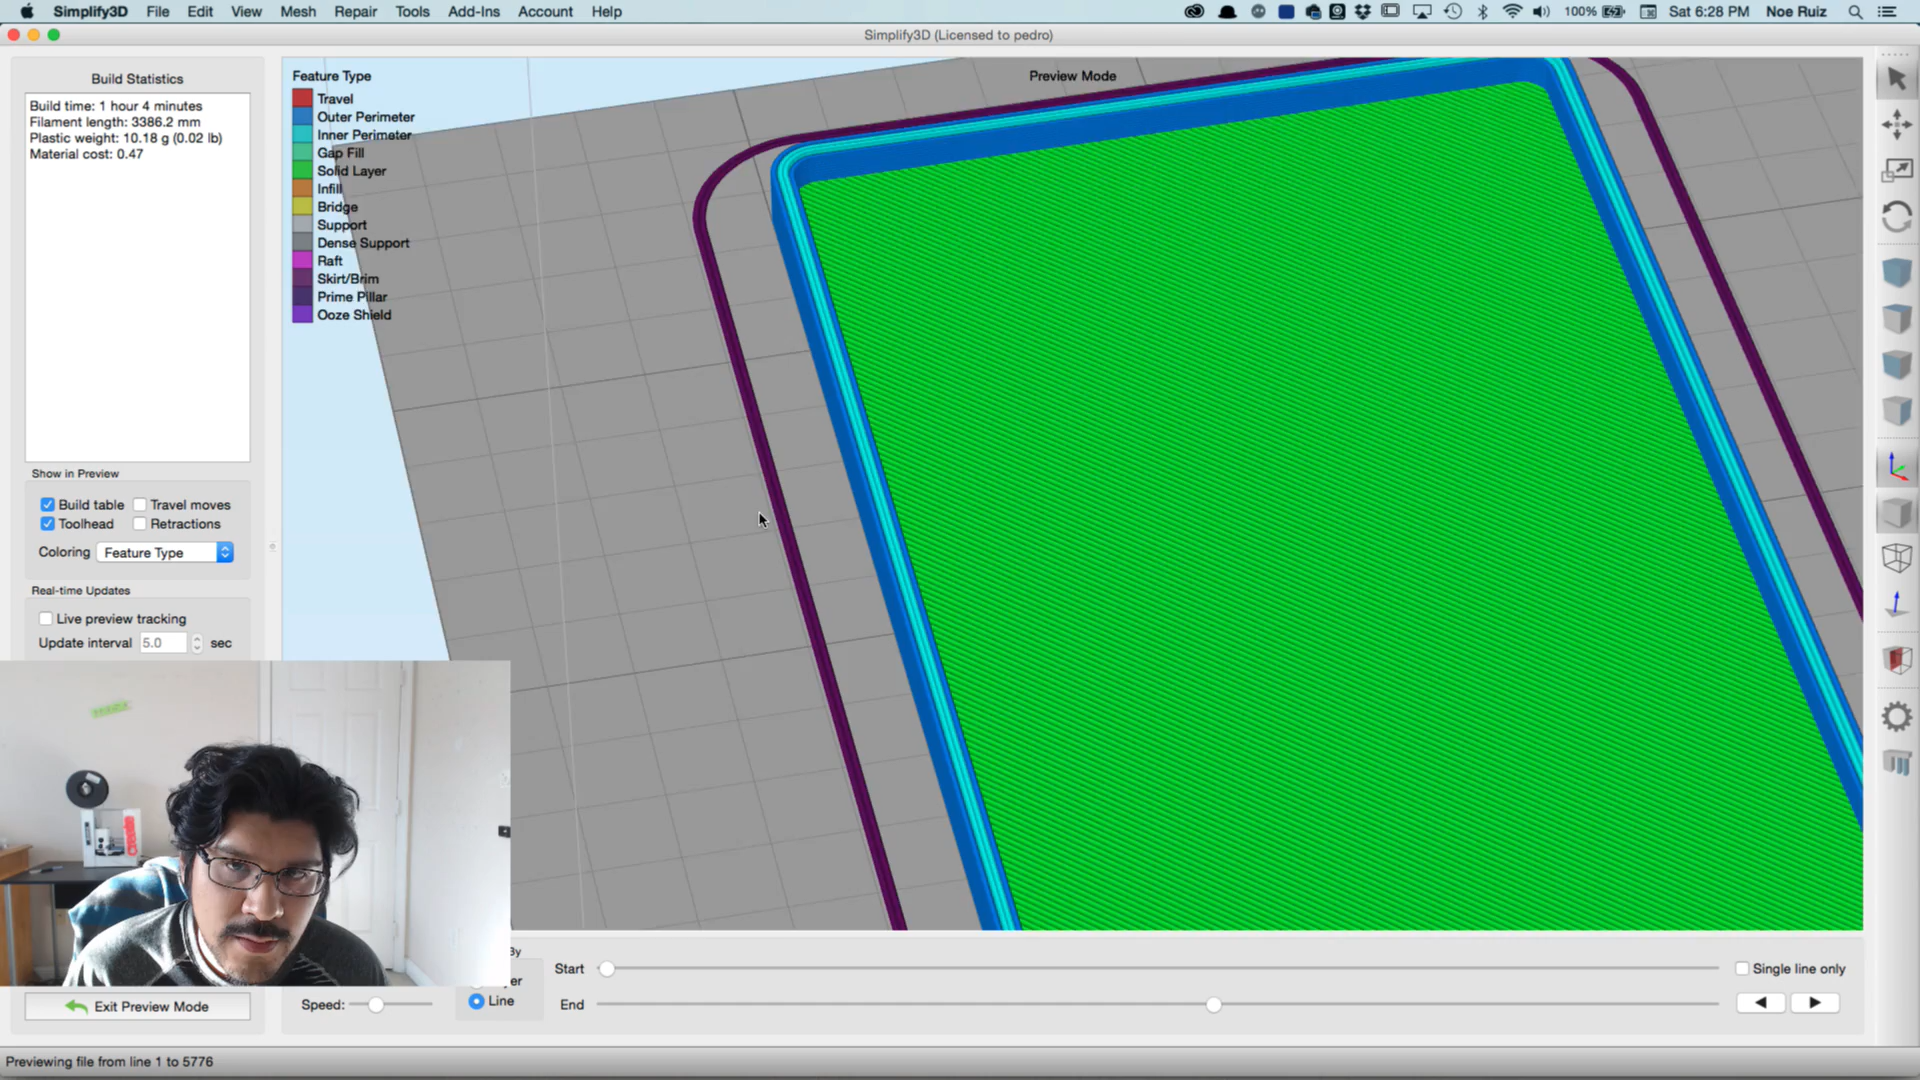 Simplify3D File Edit View Mesh Repair Tools Add-Ins Account Help 100% Sat 6:28 PM Noe Ruiz
Simplify3D (Licensed to pedro)
Build Statistics
Build time: 1 hour 4 minutes
Filament length: 3386.2 mm
Plastic weight: 10.18 g (0.02 lb)
Material cost: 0.47
Show in Preview
Build table Travel moves
Toolhead Retractions
Coloring Feature Type
Real-time Updates
Live preview tracking
Update interval 5.0 sec
Feature Type
Travel
Outer Perimeter
Inner Perimeter
Gap Fill
Solid Layer
Infill
Bridge
Support
Dense Support
Raft
Skirt/Brim
Prime Pillar
Ooze Shield
Preview Mode
Create
Exit Preview Mode
Speed:
By
er
Line
Start
End
Single line only
Previewing file from line 1 to 5776